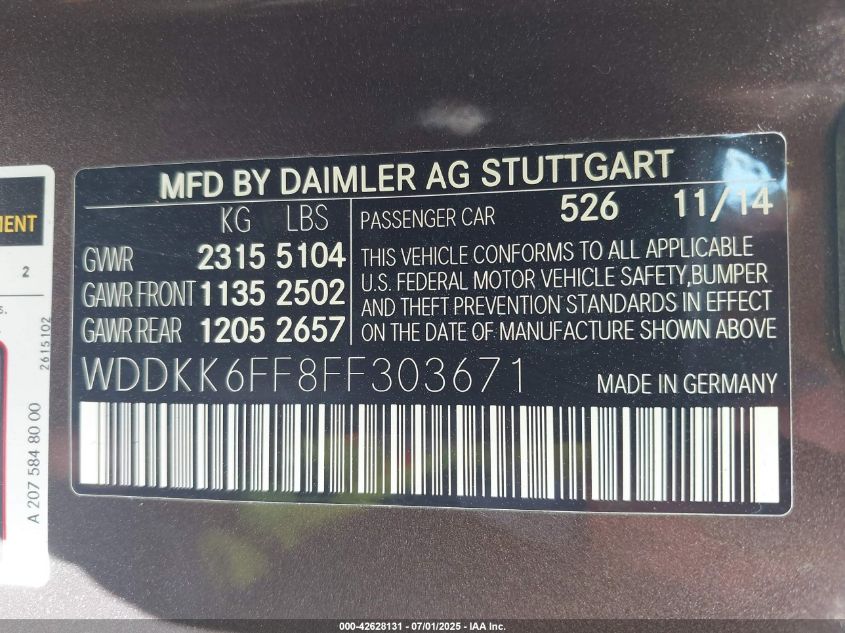 MFD BY DAIMLER AG STUTTGART
KG LBS
GVWR 2315 5104
GAWR FRONT 1135 2502
GAWR REAR 1205 2657
PASSENGER CAR 526 11/14
THIS VEHICLE CONFORMS TO ALL APPLICABLE
U.S. FEDERAL MOTOR VEHICLE SAFETY, BUMPER
AND THEFT PREVENTION STANDARDS IN EFFECT
ON THE DATE OF MANUFACTURE SHOWN ABOVE
WDDKK6FF8FF303671
MADE IN GERMANY
2
2615102
A 207 584 80 00
000-42628131 - 07/01/2025 - IAA Inc.